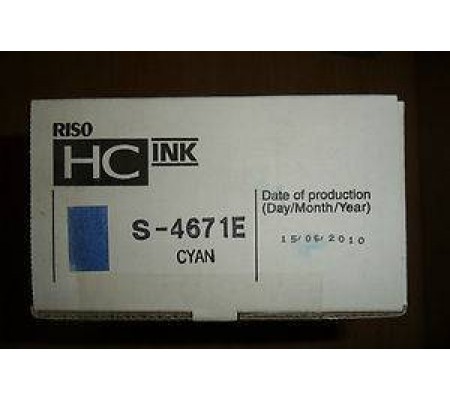 RISO
HC INK
S-4671E
CYAN
Date of production
(Day/Month/Year)
15/06/2010